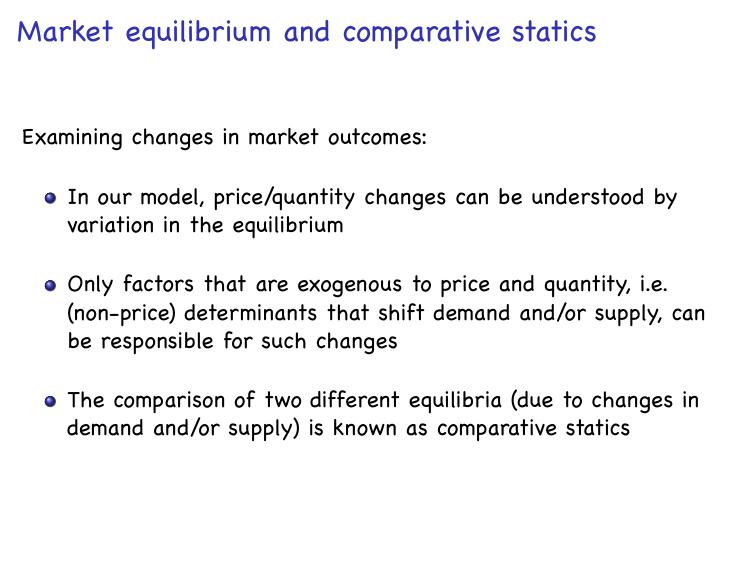 Market equilibrium and comparative statics
Examining changes in market outcomes:
In our model, price/quantity changes can be understood by
variation in the equilibrium
Only factors that are exogenous to price and quantity, i.e.
(non-price) determinants that shift demand and/or supply, can
be responsible for such changes
The comparison of two different equilibria (due to changes in
demand and/or supply) is known as comparative statics